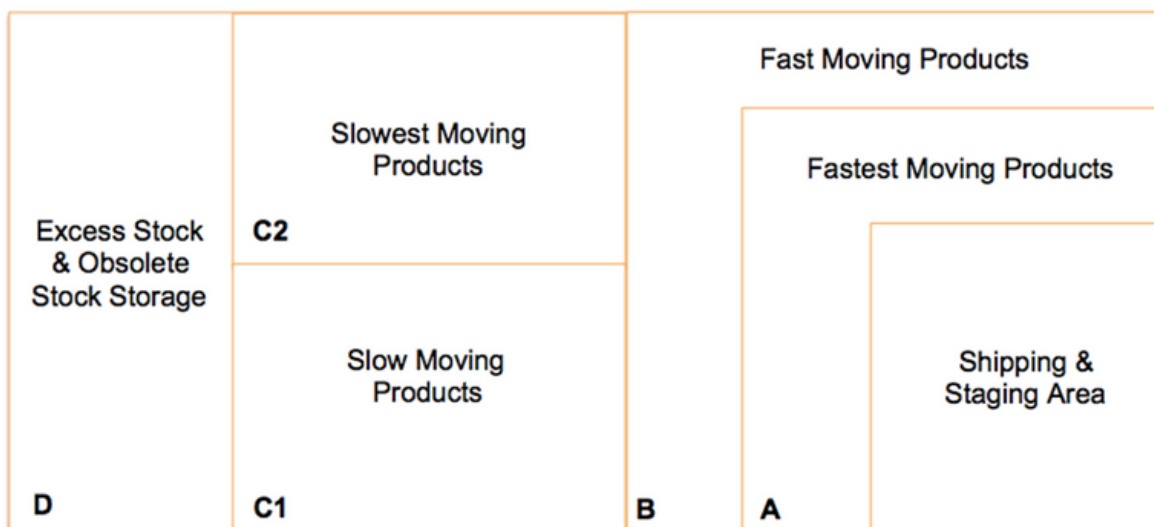 Fast Moving Products
Slowest Moving
Products
Fastest Moving Products
Excess Stock
& Obsolete
Stock Storage
C2
Slow Moving
Products
Shipping &
Staging Area
D
C1
B
A